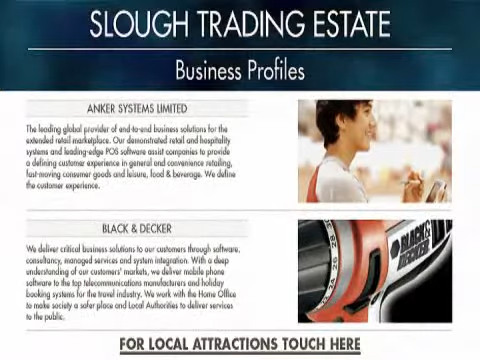 SLOUGH TRADING ESTATE
Business Profiles
ANKER SYSTEMS LIMITED
The leading global provider of end-to-end business solutions for the
extended retail marketplace. Our demonstrated retail and hospitality
systems and leading-edge POS software assist companies to provide
a defining customer experience in general and convenience retailing,
fast-moving consumer goods and leisure, food & beverage. We define
the customer experience.
BLACK & DECKER
We deliver critical business solutions to our customers through software,
consultancy, managed services and system integration. With a deep
understanding of our customers' markets, we deliver mobile phone
software to the top telecommunications manufacturers and holiday
booking systems for the travel industry. We work with the Home Office
to make society a safer place and Local Authorities to deliver services
to the public.
BLACK&
DECKER
FOR LOCAL ATTRACTIONS TOUCH HERE